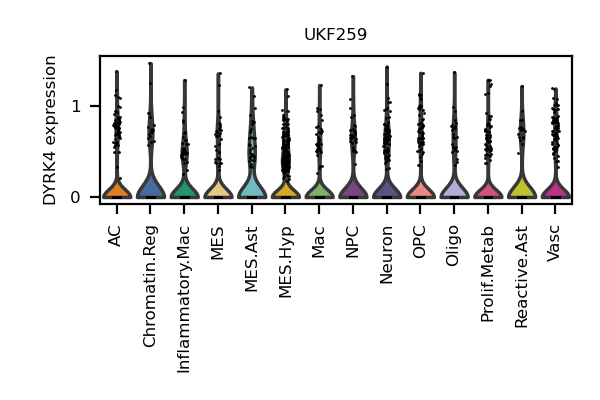 UKF259
DYRK4 expression
1
0
AC
Chromatin.Reg
Inflammatory.Mac
MES
MES.Ast
MES.Hyp
Mac
NPC
Neuron
OPC
Oligo
Prolif.Metab
Reactive.Ast
Vasc